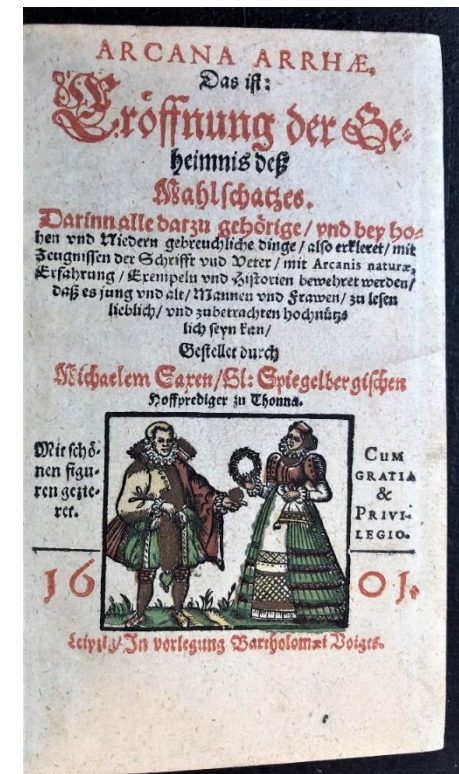 ARCANA ARRHÆ,
Das ist:
Eröffnung der Ge-
heimnis deß
Mahlschatzes.
Darinn alle darzu gehörige / vnd bey ho-
hen vnd Niedern gebreuchliche dinge / also erkleret / mit
Zeugnissen der Schrifft vnd Veter / mit Arcanis naturæ,
Erfahrung / Exempeln vnd Historien bewehret werden /
daß es jung vnd alt / Mannen vnd Frawen / zu lesen
lieblich / vnd zubetrachten hochnütz-
lich seyn kan /
Gestellet durch
Michaelem Saxen / Gl: Spiegelbergischen
Hoffprediger zu Thonna.
Mit schö-
nen figu-
ren gezie-
ret.
CUM
GRATIA
&
PRIVI-
LEGIO.
1601.
Leipzig / In vorlegung Bartholomæi Voigts.